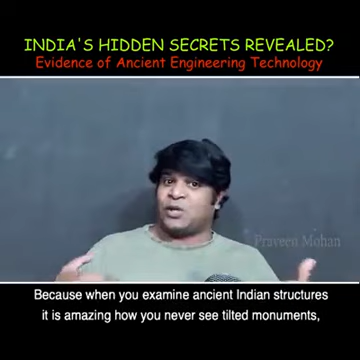 INDIA'S HIDDEN SECRETS REVEALED?
Evidence of Ancient Engineering Technology
Praveen Mohan
Because when you examine ancient Indian structures
it is amazing how you never see tilted monuments,